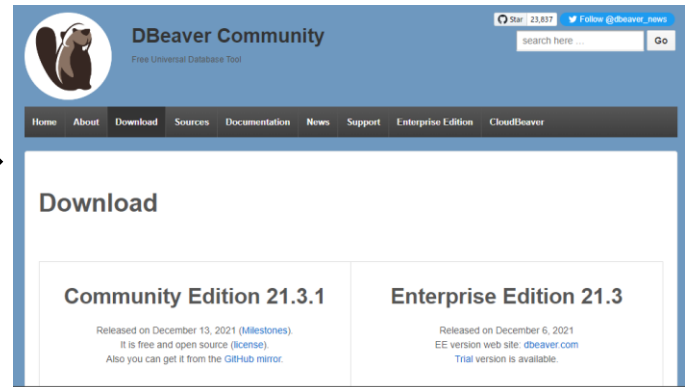 Star 23,837 Follow @dbeaver_news
DBeaver Community
Free Universal Database Tool
search here ... Go
Home About Download Sources Documentation News Support Enterprise Edition CloudBeaver
Download
Community Edition 21.3.1
Released on December 13, 2021 (Milestones).
It is free and open source (license).
Also you can get it from the GitHub mirror.
Enterprise Edition 21.3
Released on December 6, 2021
EE version web site: dbeaver.com
Trial version is available.